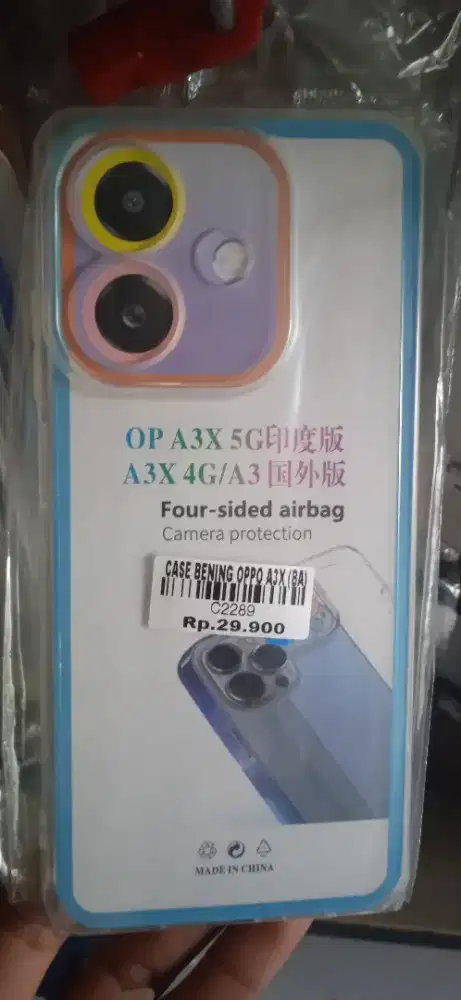 OP A3X 5G印度版
A3X 4G/A3 国外版
Four-sided airbag
Camera protection
CASE BENING OPPO A3X (BA)
C2289
Rp.29.900
MADE IN CHINA